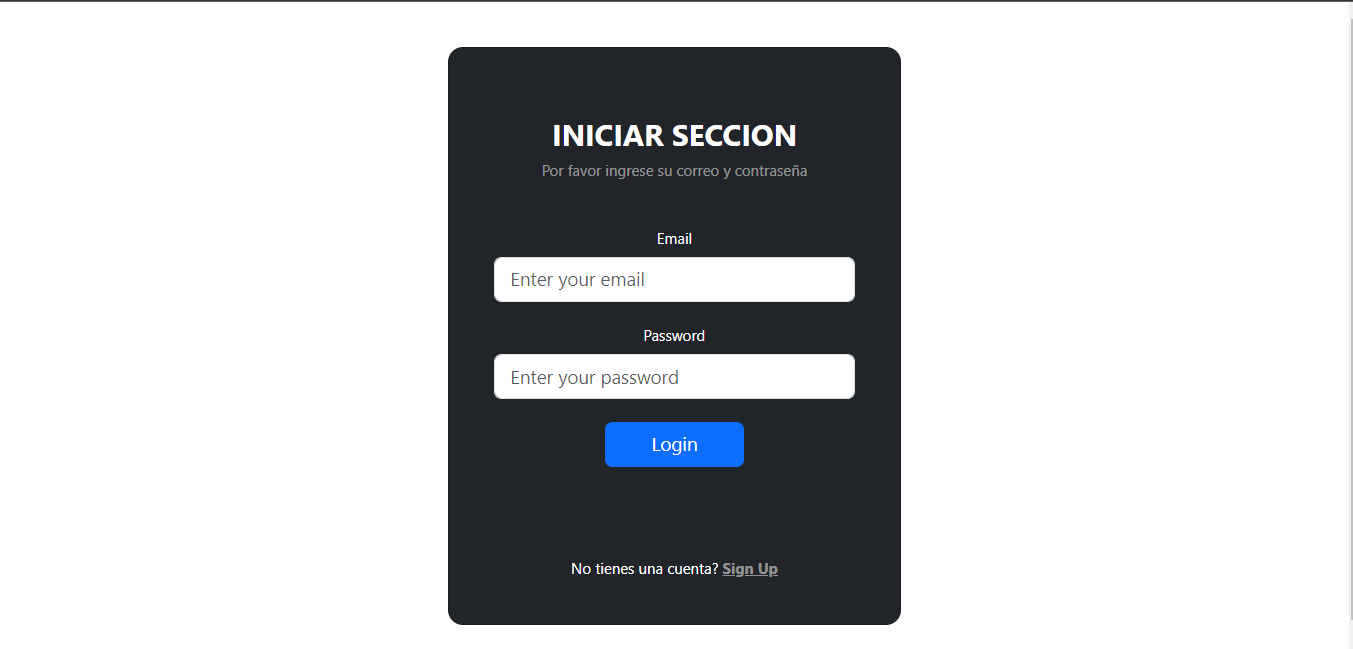 INICIAR SECCION
Por favor ingrese su correo y contraseña
Email
Enter your email
Password
Enter your password
Login
No tienes una cuenta? Sign Up